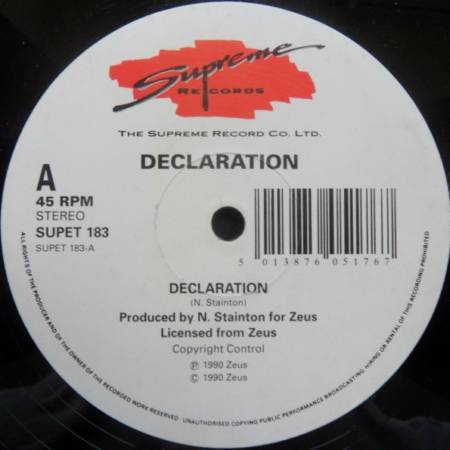 Supreme
RECORDS
THE SUPREME RECORD CO. LTD.
DECLARATION
A
45 RPM
STEREO
SUPET 183
SUPET 183-A
5 013876 051767
DECLARATION
(N. Stainton)
Produced by N. Stainton for Zeus
Licensed from Zeus
Copyright Control
℗ 1990 Zeus
© 1990 Zeus
ALL RIGHTS OF THE PRODUCER AND OF THE OWNER OF THE RECORDED WORK RESERVED. UNAUTHORISED COPYING PUBLIC PERFORMANCE BROADCASTING, HIRING OR RENTAL OF THIS RECORDING PROHIBITED